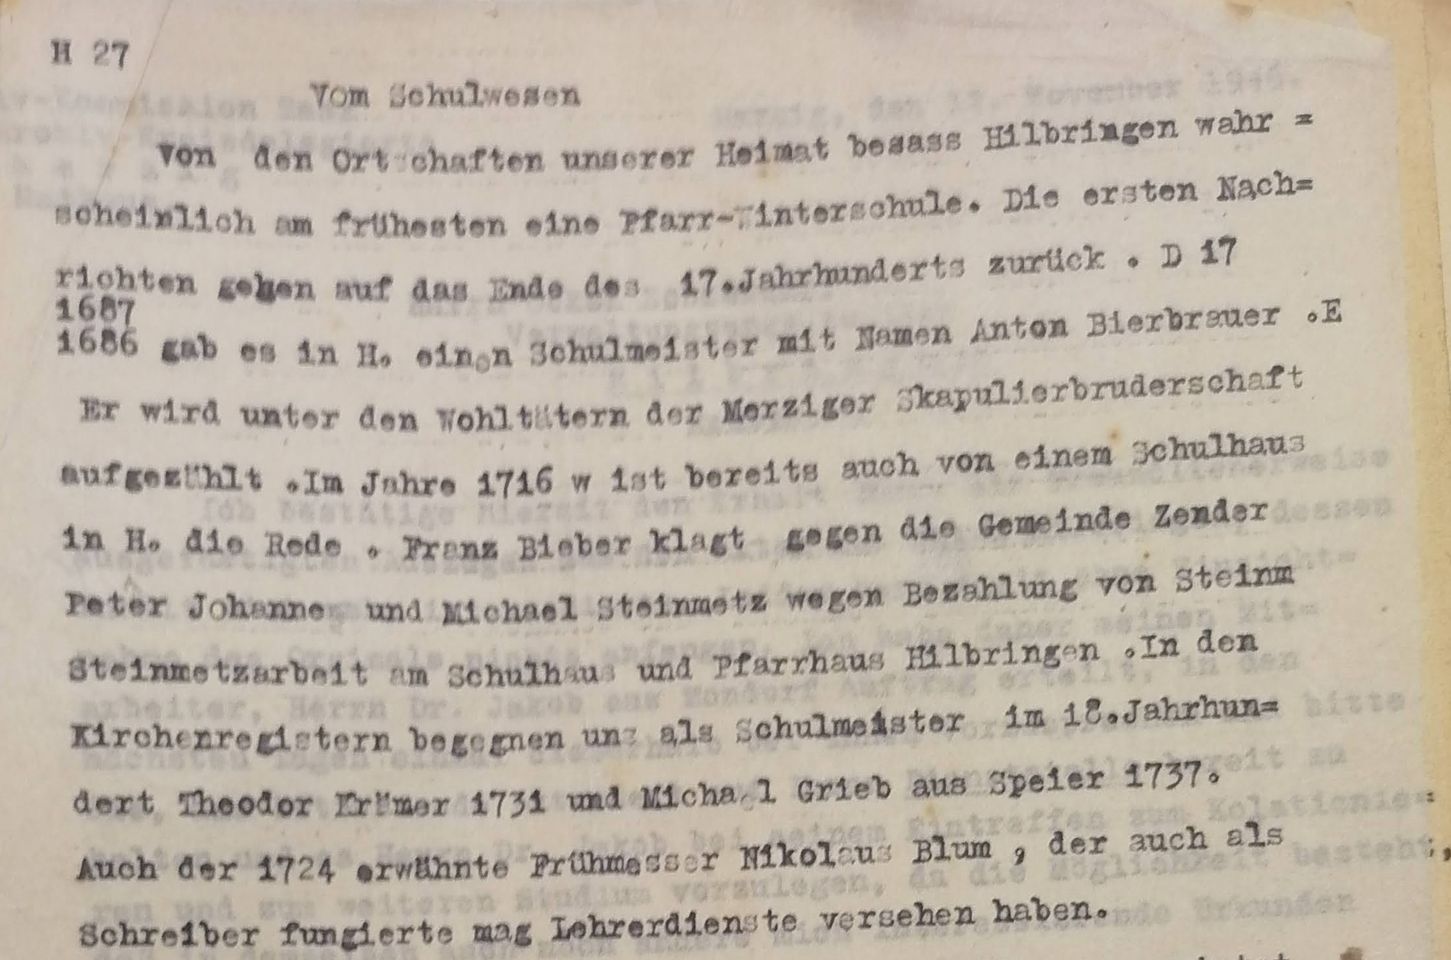 H 27
Vom Schulwesen
Von den Ortschaften unserer Heimat besass Hilbringen wahr =
scheinlich am frühesten eine Pfarr-Winterschule. Die ersten Nach=
richten gehen auf das Ende des 17.Jahrhunderts zurück . D 17
1687
1686 gab es in H. einen Schulmeister mit Namen Anton Bierbrauer .E
Er wird unter den Wohltätern der Merziger Skapulierbruderschaft
aufgezählt .Im Jahre 1716 w ist bereits auch von einem Schulhaus
in H. die Rede . Franz Bieber klagt gegen die Gemeinde Zender
Peter Johannes und Michael Steinmetz wegen Bezahlung von Steinm
Steinmetzarbeit am Schulhaus und Pfarrhaus Hilbringen .In den
Kirchenregistern begegnen uns als Schulmeister im 18.Jahrhun=
dert Theodor Krämer 1731 und Michael Grieb aus Speier 1737.
Auch der 1724 erwähnte Frühmesser Nikolaus Blum , der auch als
Schreiber fungierte mag Lehrerdienste versehen haben.